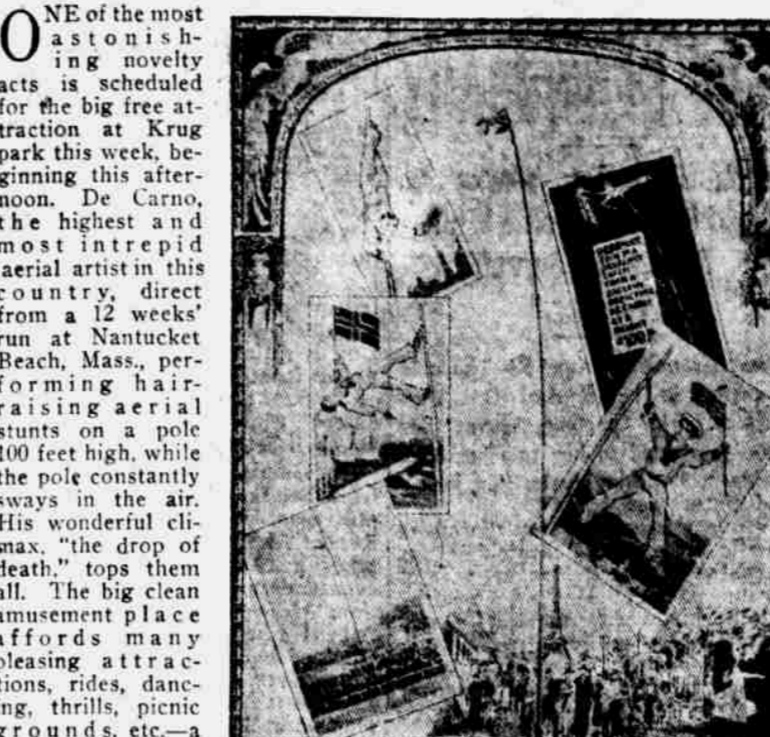 ONE of the most
astonish-
ing novelty
acts is scheduled
for the big free at-
traction at Krug
park this week, be-
ginning this after-
noon. De Carno,
the highest and
most intrepid
aerial artist in this
country, direct
from a 12 weeks'
run at Nantucket
Beach, Mass., per-
forming hair-
raising aerial
stunts on a pole
100 feet high, while
the pole constantly
sways in the air.
His wonderful cli-
max, "the drop of
death," tops them
all. The big clean
amusement place
affords many
pleasing attrac-
tions, rides, danc-
ing, thrills, picnic
grounds, etc.—a